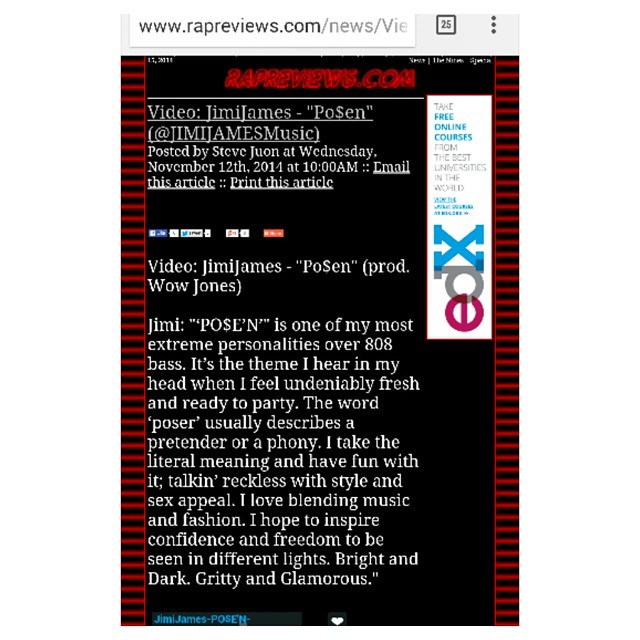 www.rapreviews.com/news/Vie
25
15, 2014
News | The Notes Specia
RAPREVIEWS.COM
Video: JimiJames - "Po$en"
(@JIMIJAMESMusic)
Posted by Steve Juon at Wednesday,
November 12th, 2014 at 10:00AM :: Email
this article :: Print this article
Video: JimiJames - "Po$en" (prod.
Wow Jones)
Jimi: "‘PO$E’N’" is one of my most
extreme personalities over 808
bass. It’s the theme I hear in my
head when I feel undeniably fresh
and ready to party. The word
‘poser’ usually describes a
pretender or a phony. I take the
literal meaning and have fun with
it; talkin’ reckless with style and
sex appeal. I love blending music
and fashion. I hope to inspire
confidence and freedom to be
seen in different lights. Bright and
Dark. Gritty and Glamorous."
JimiJames-POSE'N-
TAKE
FREE
ONLINE
COURSES
FROM
THE BEST
UNIVERSITIES
IN THE
WORLD
VIEW THE
LATEST COURSES
edX